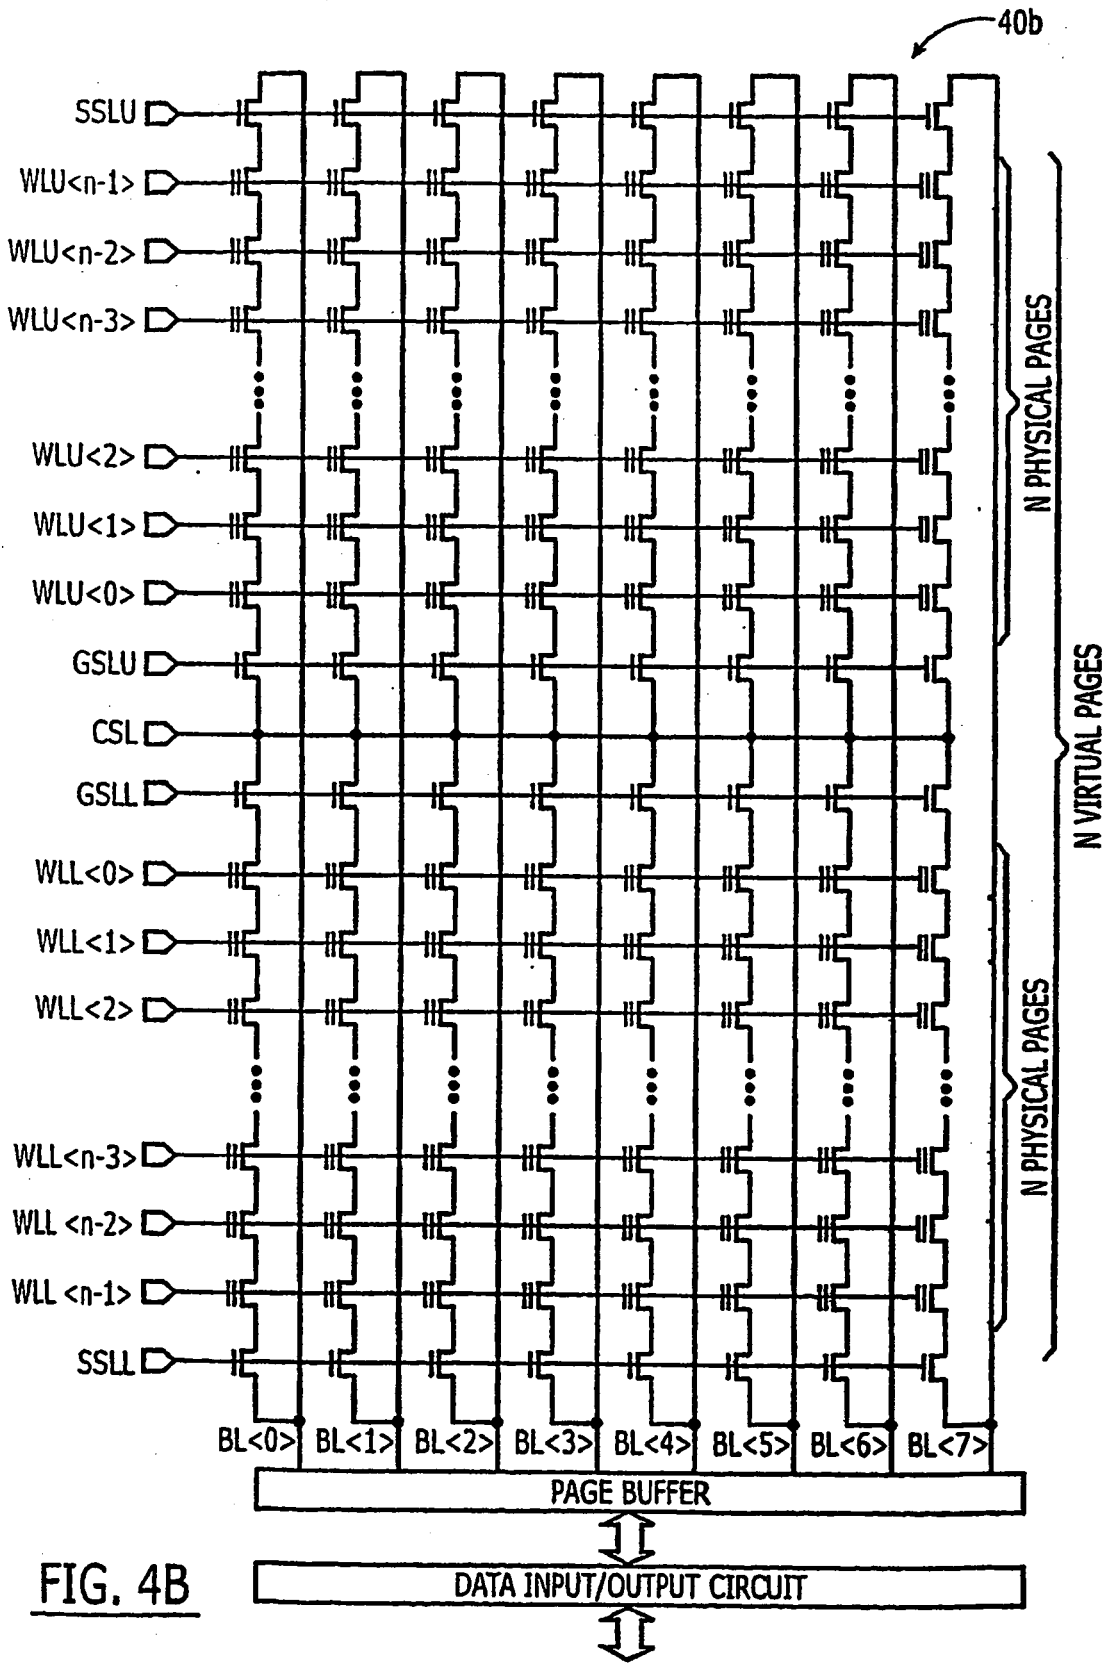 40b
SSLU
WLU<n-1>
WLU<n-2>
WLU<n-3>
WLU<2>
WLU<1>
WLU<0>
GSLU
CSL
GSLL
WLL<0>
WLL<1>
WLL<2>
WLL<n-3>
WLL <n-2>
WLL <n-1>
SSLL
N PHYSICAL PAGES
N VIRTUAL PAGES
N PHYSICAL PAGES
BL<0> BL<1> BL<2> BL<3> BL<4> BL<5> BL<6> BL<7>
PAGE BUFFER
DATA INPUT/OUTPUT CIRCUIT
FIG. 4B